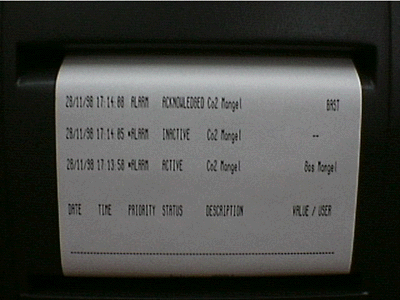 28/11/98 17:14:08 ALARM ACKNOWLEDGED Co2 Mangel BAST
28/11/98 17:14:05 *ALARM INACTIVE Co2 Mangel --
28/11/98 17:13:58 *ALARM ACTIVE Co2 Mangel Gas Mangel
DATE TIME PRIORITY STATUS DESCRIPTION VALUE / USER